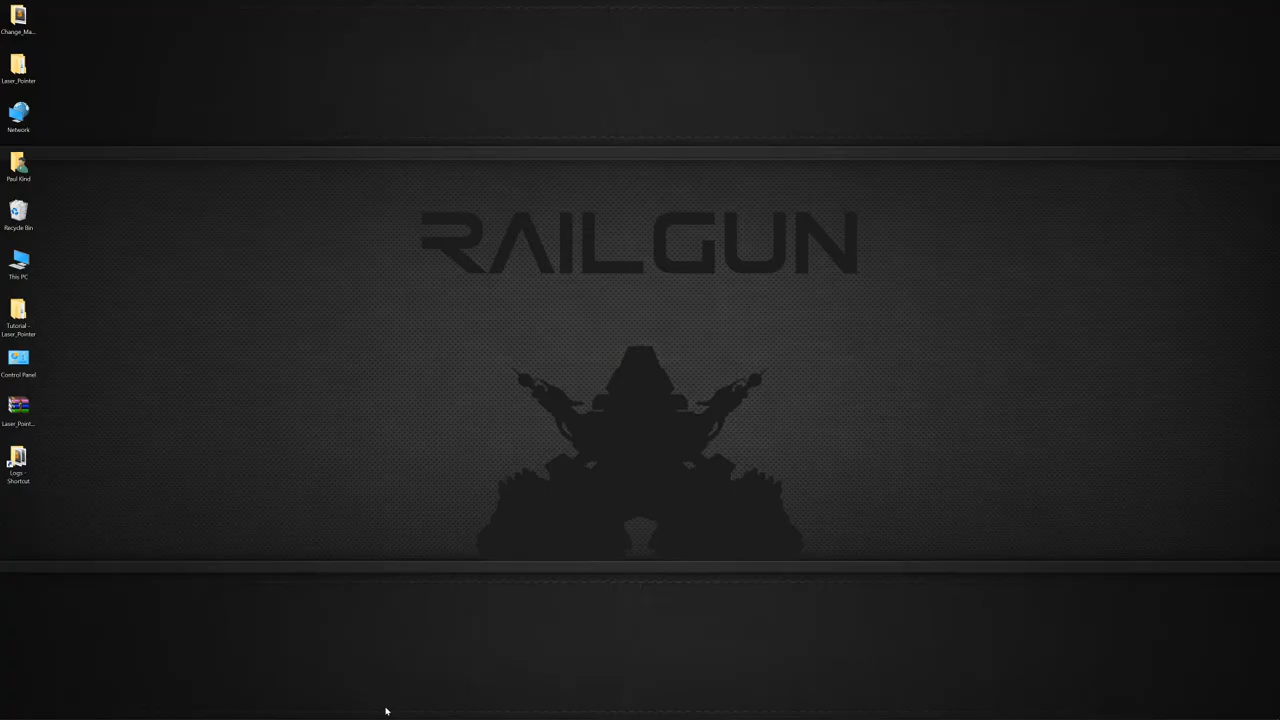 Change_Ma...
Laser_Pointer
Network
Paul Kind
Recycle Bin
This PC
Tutorial -
Laser_Pointer
Control Panel
Laser_Point...
Logs -
Shortcut
RAILGUN